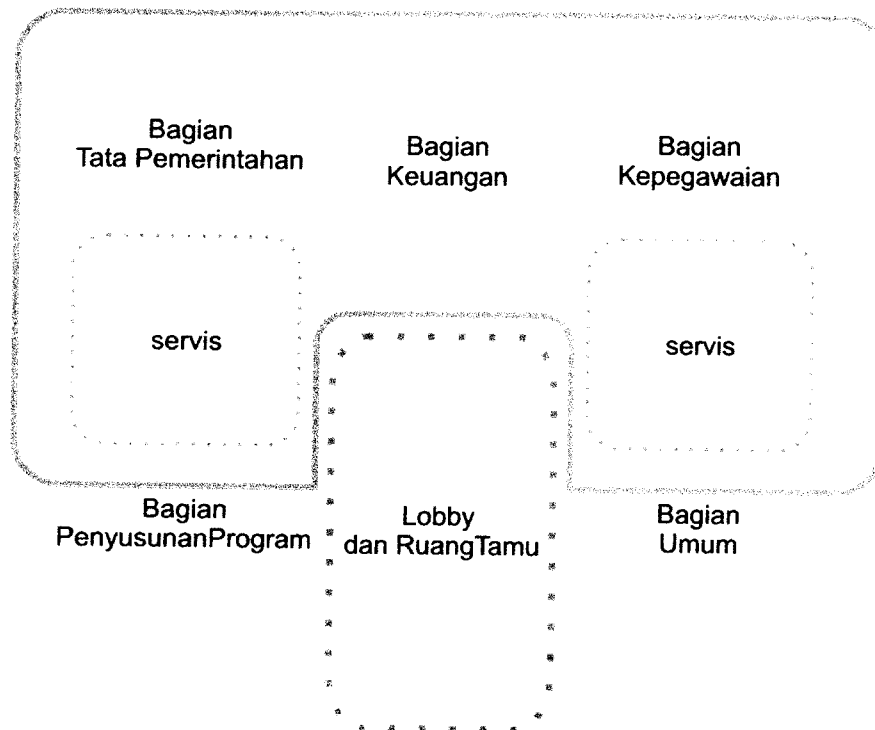 Bagian
Tata Pemerintahan
Bagian
Keuangan
Bagian
Kepegawaian
servis
servis
Bagian
PenyusunanProgram
Lobby
dan RuangTamu
Bagian
Umum